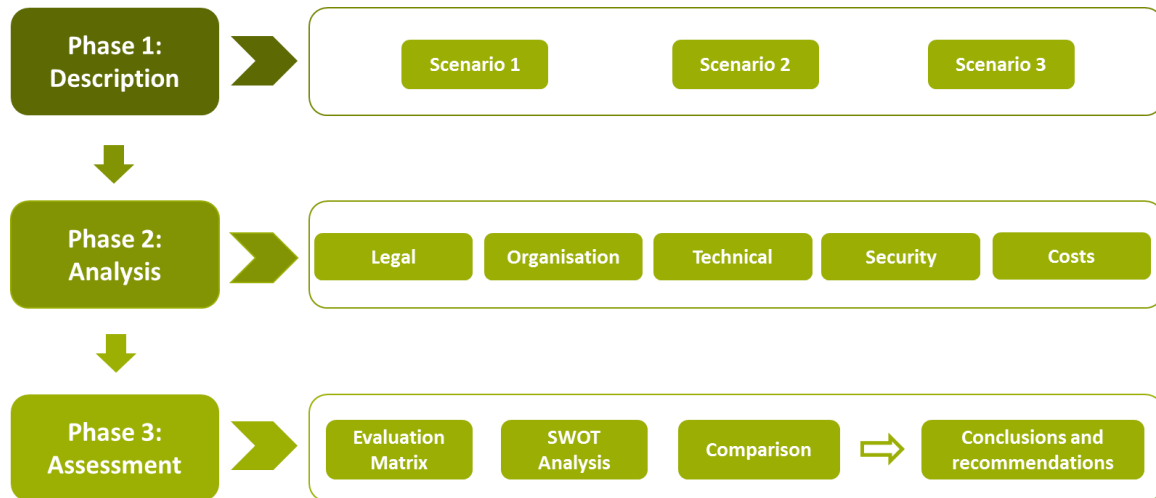 Phase 1:
Description
Scenario 1
Scenario 2
Scenario 3
Phase 2:
Analysis
Legal
Organisation
Technical
Security
Costs
Phase 3:
Assessment
Evaluation
Matrix
SWOT
Analysis
Comparison
Conclusions and
recommendations